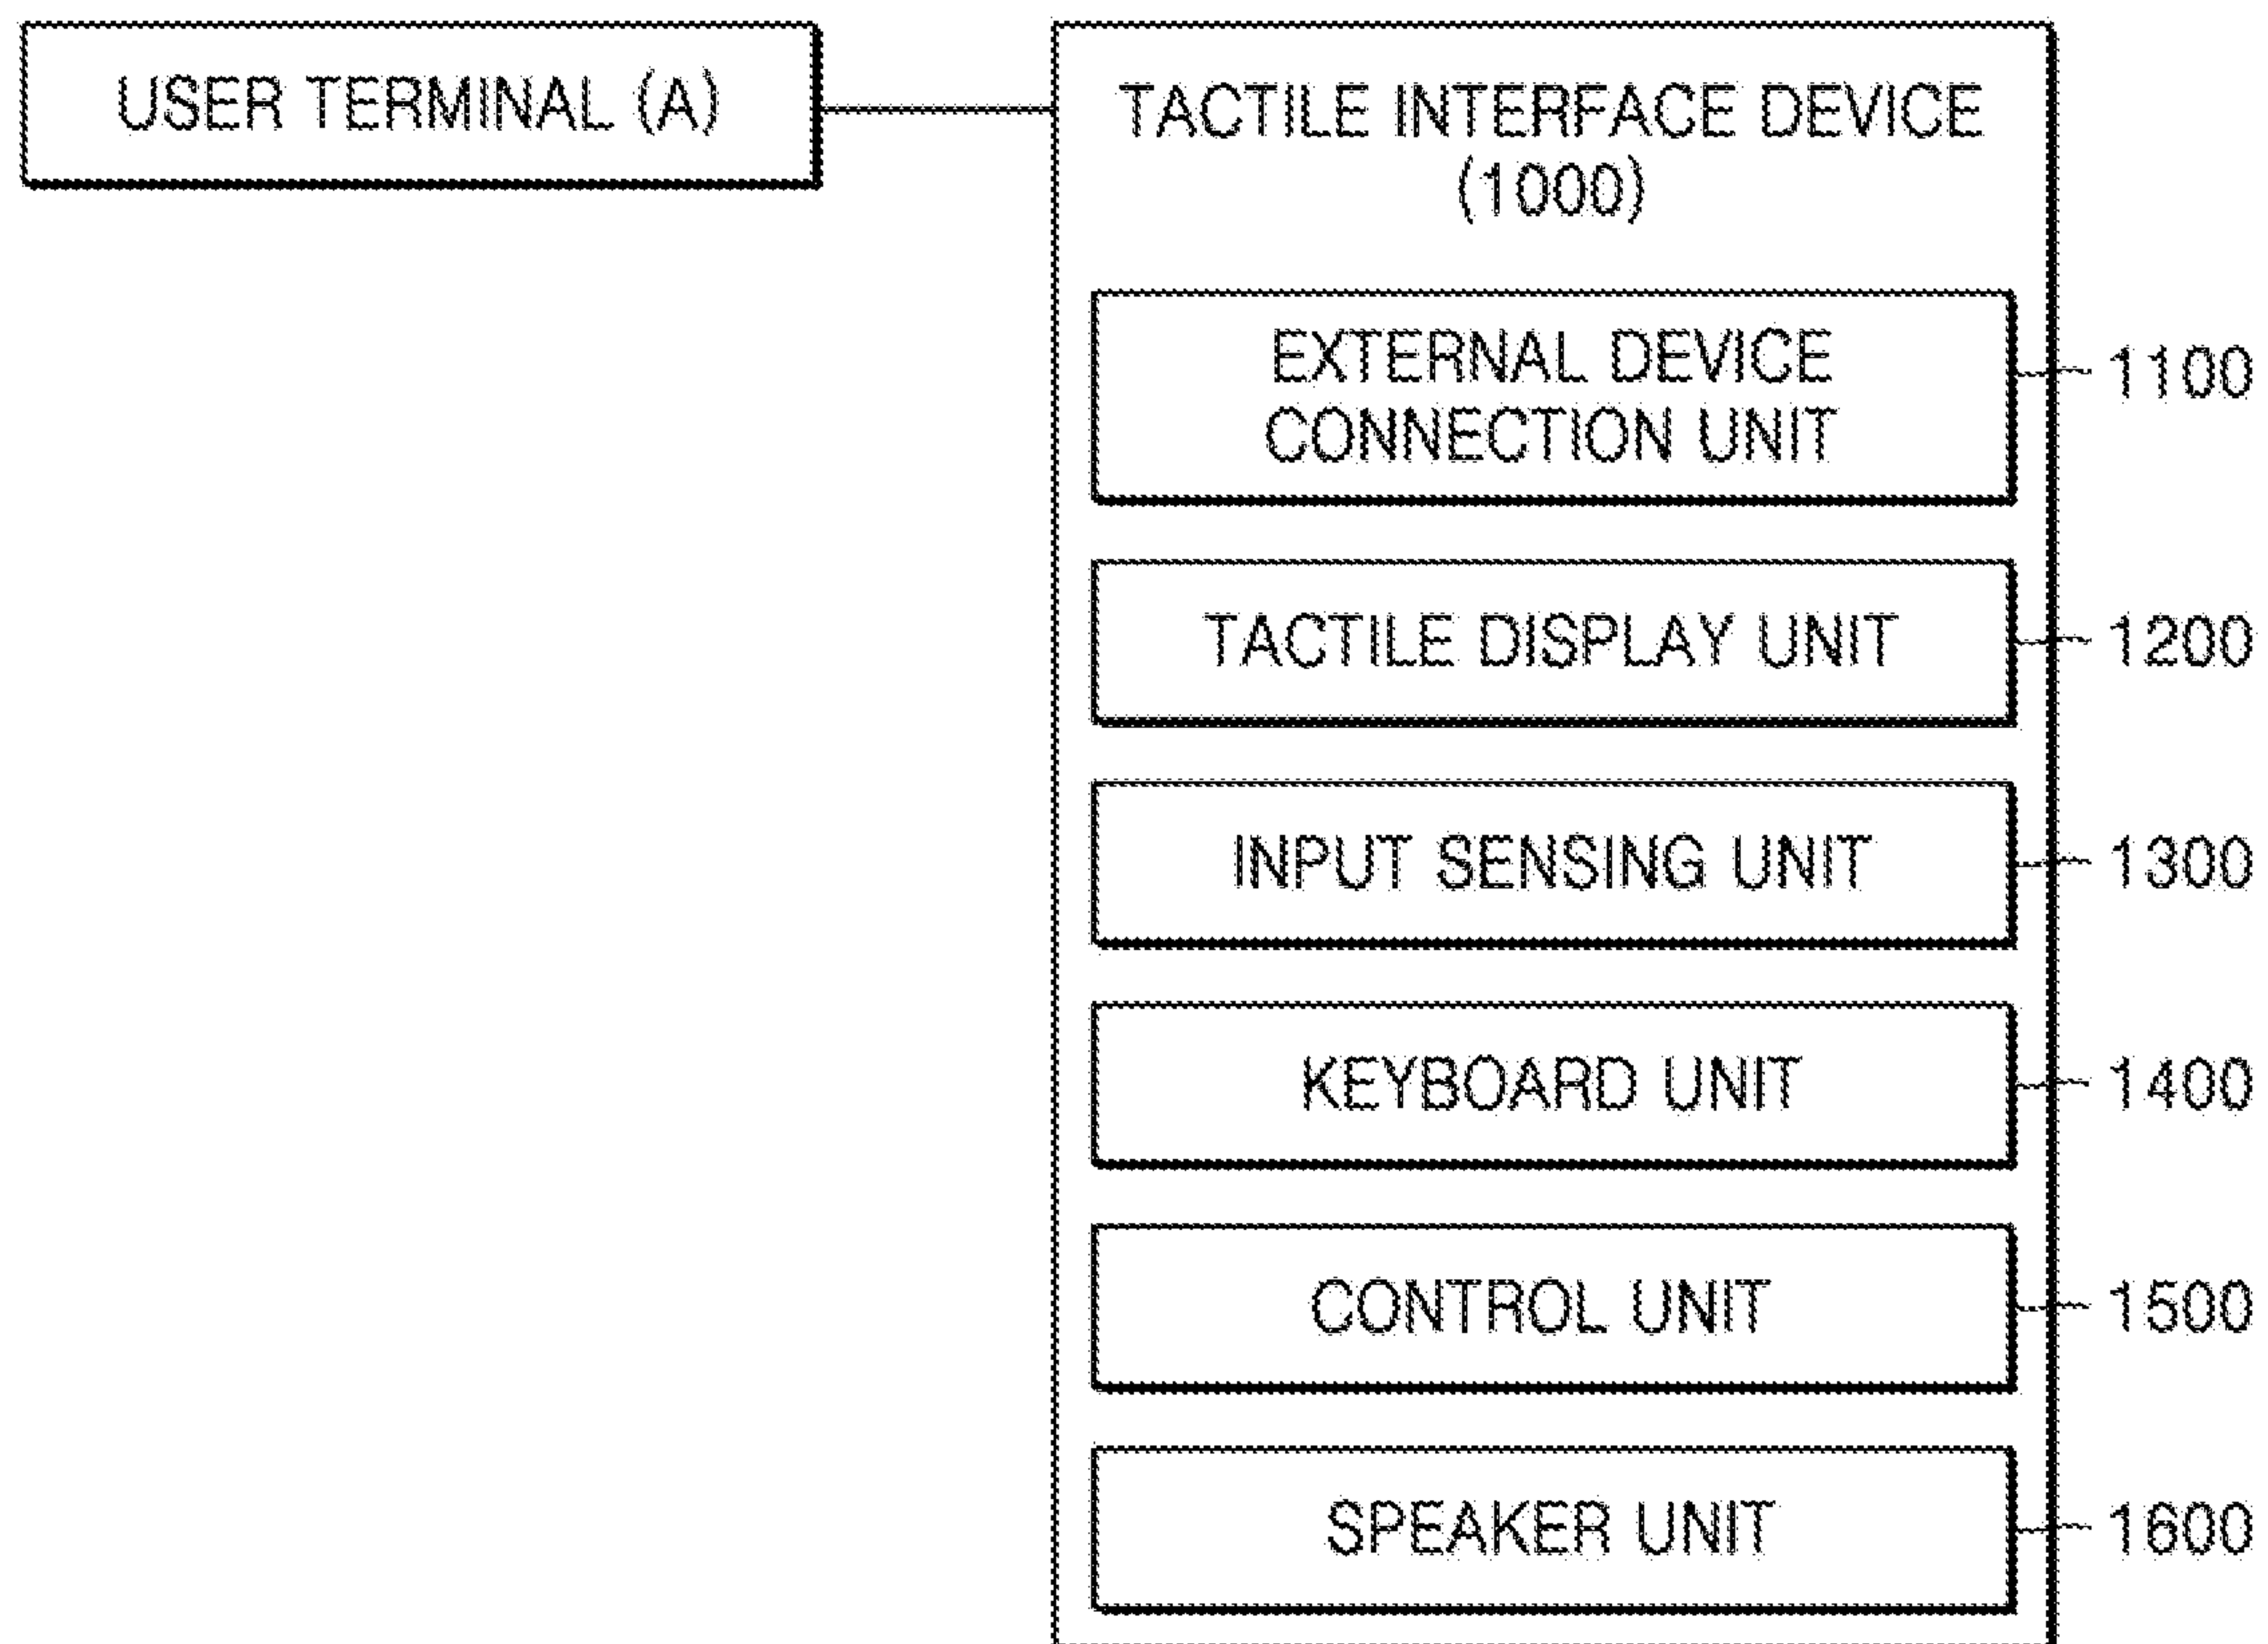 USER TERMINAL (A)
TACTILE INTERFACE DEVICE
(1000)
EXTERNAL DEVICE
CONNECTION UNIT
1100
TACTILE DISPLAY UNIT
1200
INPUT SENSING UNIT
1300
KEYBOARD UNIT
1400
CONTROL UNIT
1500
SPEAKER UNIT
1600